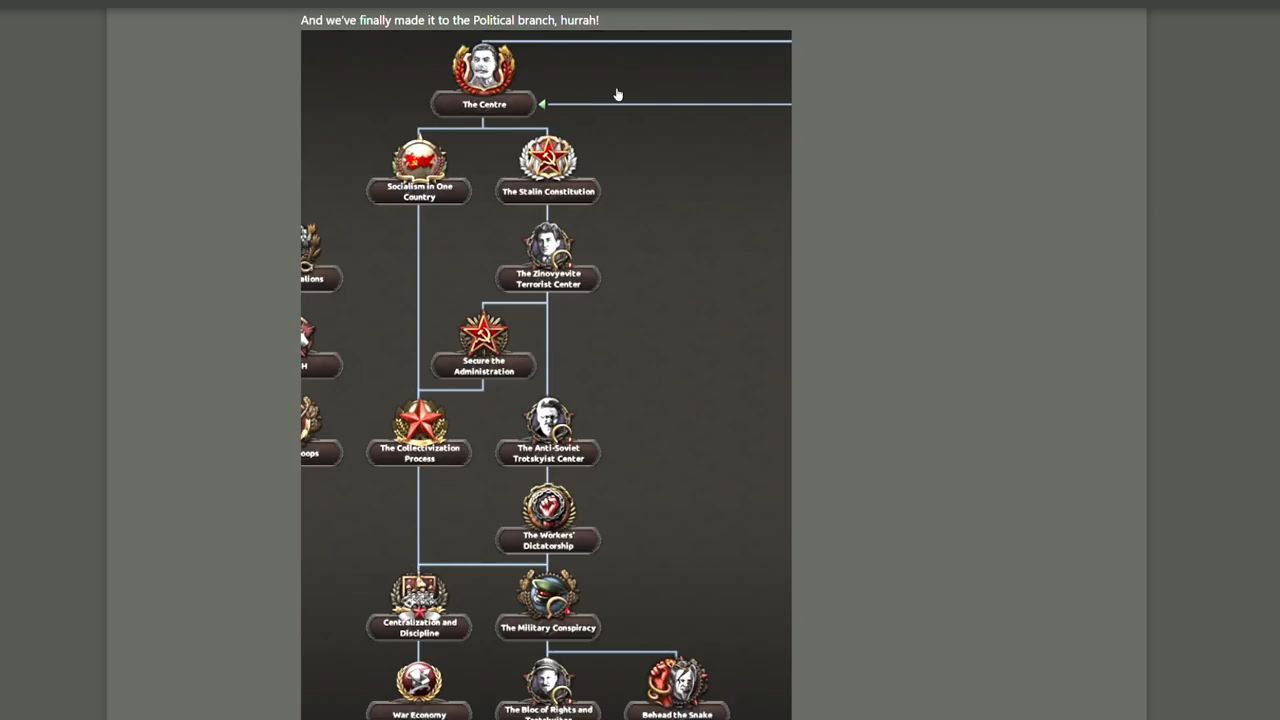 And we've finally made it to the Political branch, hurrah!
The Centre
Socialism in One
Country
The Stalin Constitution
The Zinovyevite
Terrorist Center
alions
Secure the
Administration
H
The Collectivization
Process
The Anti-Soviet
Trotskyist Center
oops
The Workers'
Dictatorship
Centralization and
Discipline
The Military Conspiracy
War Economy
The Bloc of Rights and
Behead the Snake